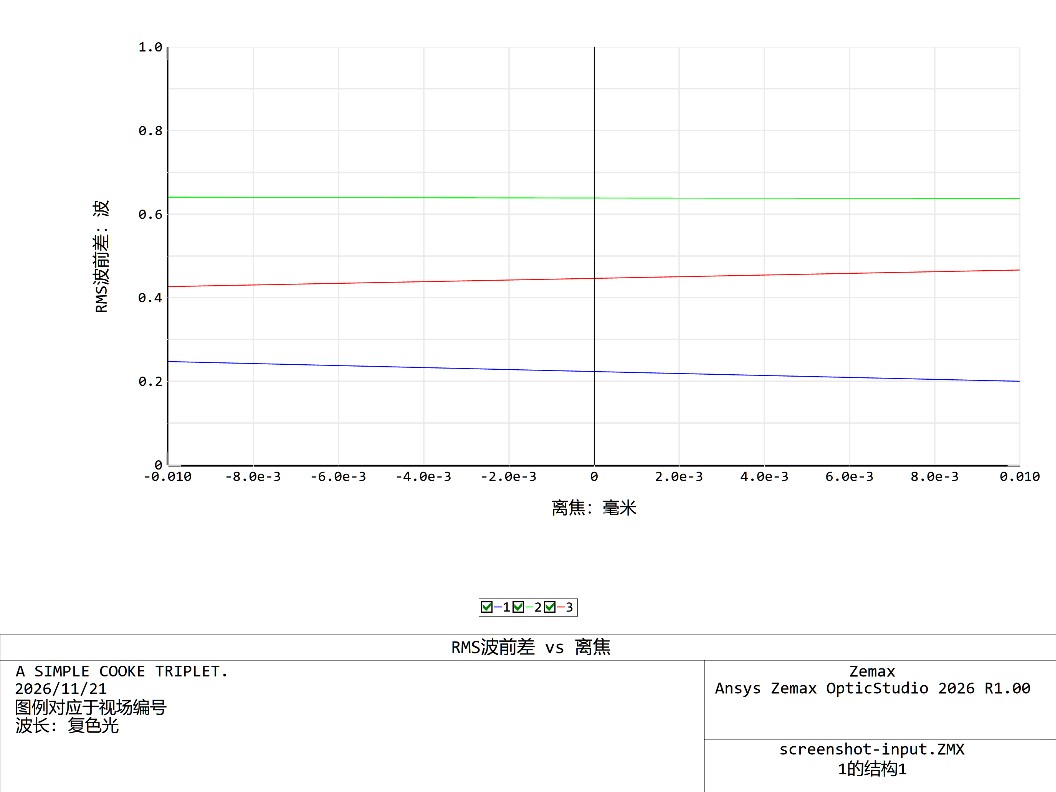 1.0
0.8
RMS波前差: 波
0.6
0.4
0.2
0
-0.010 -8.0e-3 -6.0e-3 -4.0e-3 -2.0e-3 0 2.0e-3 4.0e-3 6.0e-3 8.0e-3 0.010
离焦: 毫米
1 2 3
RMS波前差 vs 离焦
A SIMPLE COOKE TRIPLET.
2026/11/21
图例对应于视场编号
波长: 复色光
Zemax
Ansys Zemax OpticStudio 2026 R1.00
screenshot-input.ZMX
1的结构1